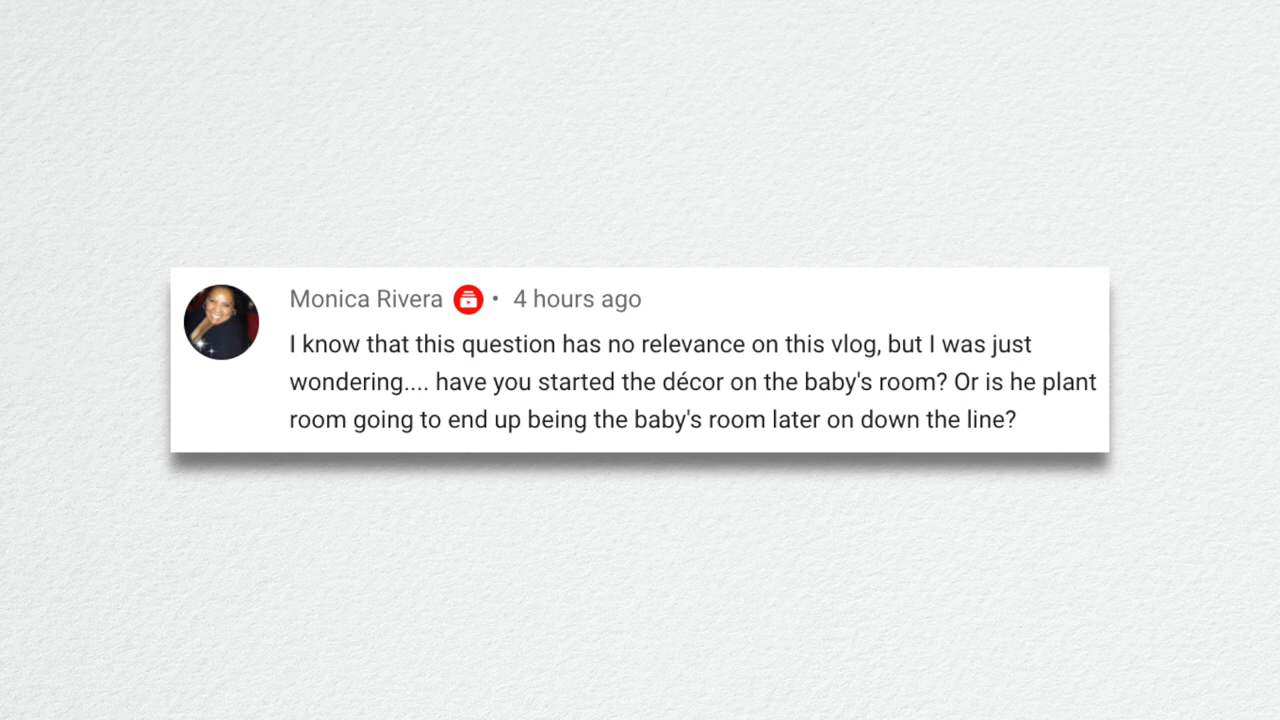 Monica Rivera • 4 hours ago
I know that this question has no relevance on this vlog, but I was just
wondering.... have you started the décor on the baby's room? Or is he plant
room going to end up being the baby's room later on down the line?